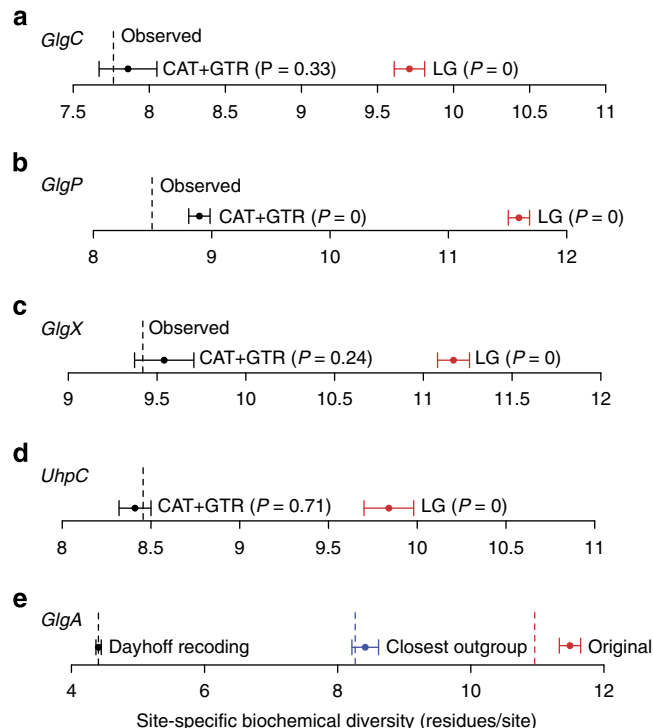 a
GlgC
Observed
CAT+GTR (P = 0.33)
LG (P = 0)
7.5 8 8.5 9 9.5 10 10.5 11
b
GlgP
Observed
CAT+GTR (P = 0)
LG (P = 0)
8 9 10 11 12
c
GlgX
Observed
CAT+GTR (P = 0.24)
LG (P = 0)
9 9.5 10 10.5 11 11.5 12
d
UhpC
CAT+GTR (P = 0.71)
LG (P = 0)
8 8.5 9 9.5 10 10.5 11
e
GlgA
Dayhoff recoding
Closest outgroup
Original
4 6 8 10 12
Site-specific biochemical diversity (residues/site)